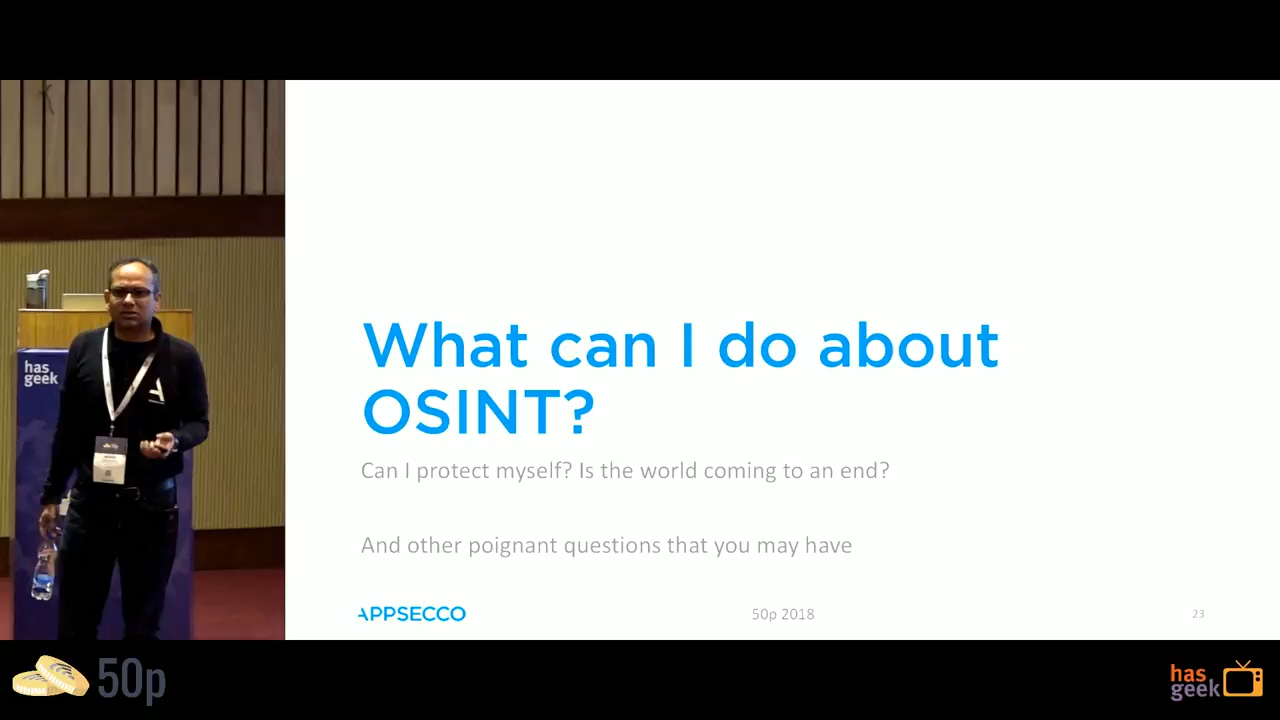 has
geek
What can I do about
OSINT?
Can I protect myself? Is the world coming to an end?
And other poignant questions that you may have
APPSECCO
50p 2018
23
50p
has
geek